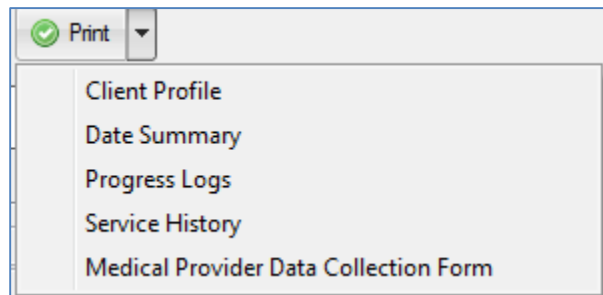 Print
Client Profile
Date Summary
Progress Logs
Service History
Medical Provider Data Collection Form